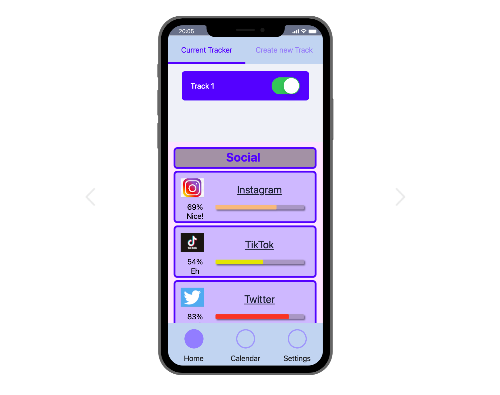 20:05
Current Tracker
Create new Track
Track 1
Social
Instagram
69%
Nice!
TikTok
54%
Eh
Twitter
83%
Home
Calendar
Settings